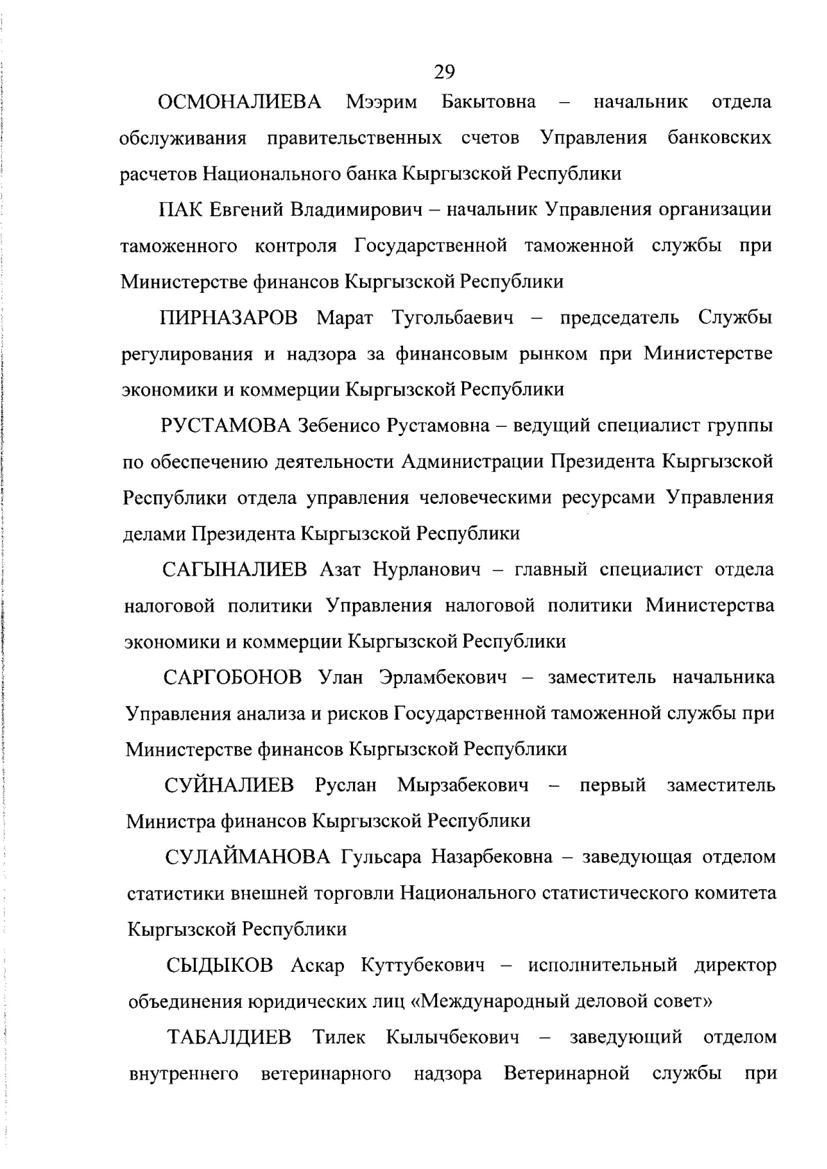 29
ОСМОНАЛИЕВА Мээрим Бакытовна – начальник отдела
обслуживания правительственных счетов Управления банковских
расчетов Национального банка Кыргызской Республики
ПАК Евгений Владимирович – начальник Управления организации
таможенного контроля Государственной таможенной службы при
Министерстве финансов Кыргызской Республики
ПИРНАЗАРОВ Марат Тугольбаевич – председатель Службы
регулирования и надзора за финансовым рынком при Министерстве
экономики и коммерции Кыргызской Республики
РУСТАМОВА Зебенисо Рустамовна – ведущий специалист группы
по обеспечению деятельности Администрации Президента Кыргызской
Республики отдела управления человеческими ресурсами Управления
делами Президента Кыргызской Республики
САГЫНАЛИЕВ Азат Нурланович – главный специалист отдела
налоговой политики Управления налоговой политики Министерства
экономики и коммерции Кыргызской Республики
САРГОБОНОВ Улан Эрламбекович – заместитель начальника
Управления анализа и рисков Государственной таможенной службы при
Министерстве финансов Кыргызской Республики
СУЙНАЛИЕВ Руслан Мырзабекович – первый заместитель
Министра финансов Кыргызской Республики
СУЛАЙМАНОВА Гульсара Назарбековна – заведующая отделом
статистики внешней торговли Национального статистического комитета
Кыргызской Республики
СЫДЫКОВ Аскар Куттубекович – исполнительный директор
объединения юридических лиц «Международный деловой совет»
ТАБАЛДИЕВ Тилек Кылычбекович – заведующий отделом
внутреннего ветеринарного надзора Ветеринарной службы при